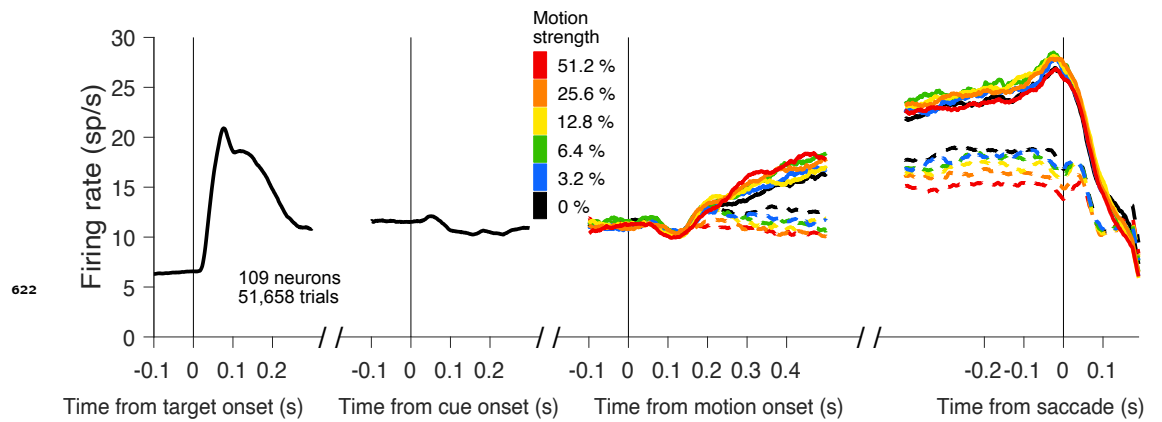 Motion
strength
51.2 %
25.6 %
12.8 %
6.4 %
3.2 %
0 %
Firing rate (sp/s)
30
25
20
15
10
5
0
109 neurons
51,658 trials
622
-0.1 0 0.1 0.2
-0.1 0 0.1 0.2
-0.1 0 0.1 0.2 0.3 0.4
-0.2 -0.1 0 0.1
Time from target onset (s)
Time from cue onset (s)
Time from motion onset (s)
Time from saccade (s)